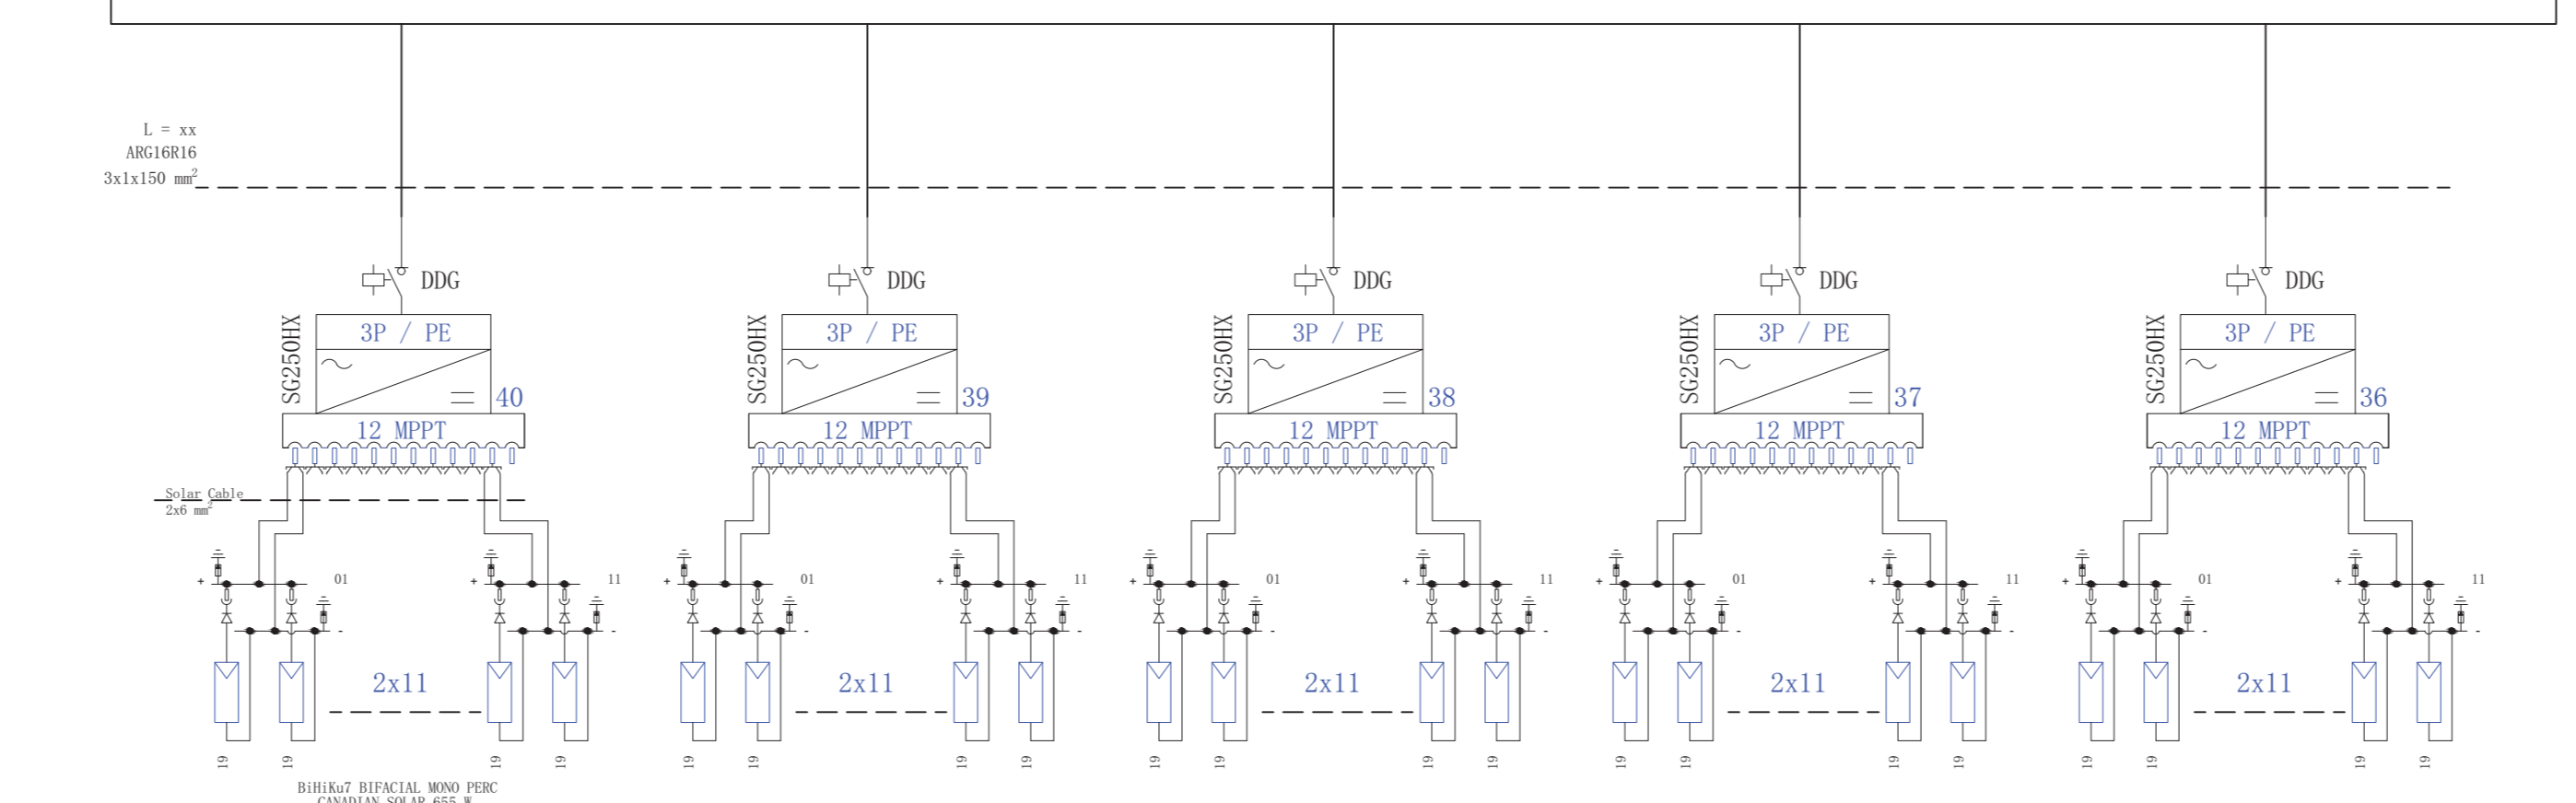 L = xx
ARG16R16
3x1x150 mm²
DDG DDG DDG DDG DDG
SG250HX SG250HX SG250HX SG250HX SG250HX
3P / PE 3P / PE 3P / PE 3P / PE 3P / PE
40 39 38 37 36
12 MPPT 12 MPPT 12 MPPT 12 MPPT 12 MPPT
Solar Cable
2x6 mm²
+ 01 + 11 + 01 + 11 + 01 + 11 + 01 + 11 + 01 + 11
- - - - - - - - - -
2x11 2x11 2x11 2x11 2x11
19 19 19 19 19 19 19 19 19 19 19 19 19 19 19 19 19 19 19 19
BiHiKu7 BIFACIAL MONO PERC
CANADIAN SOLAR 655 W